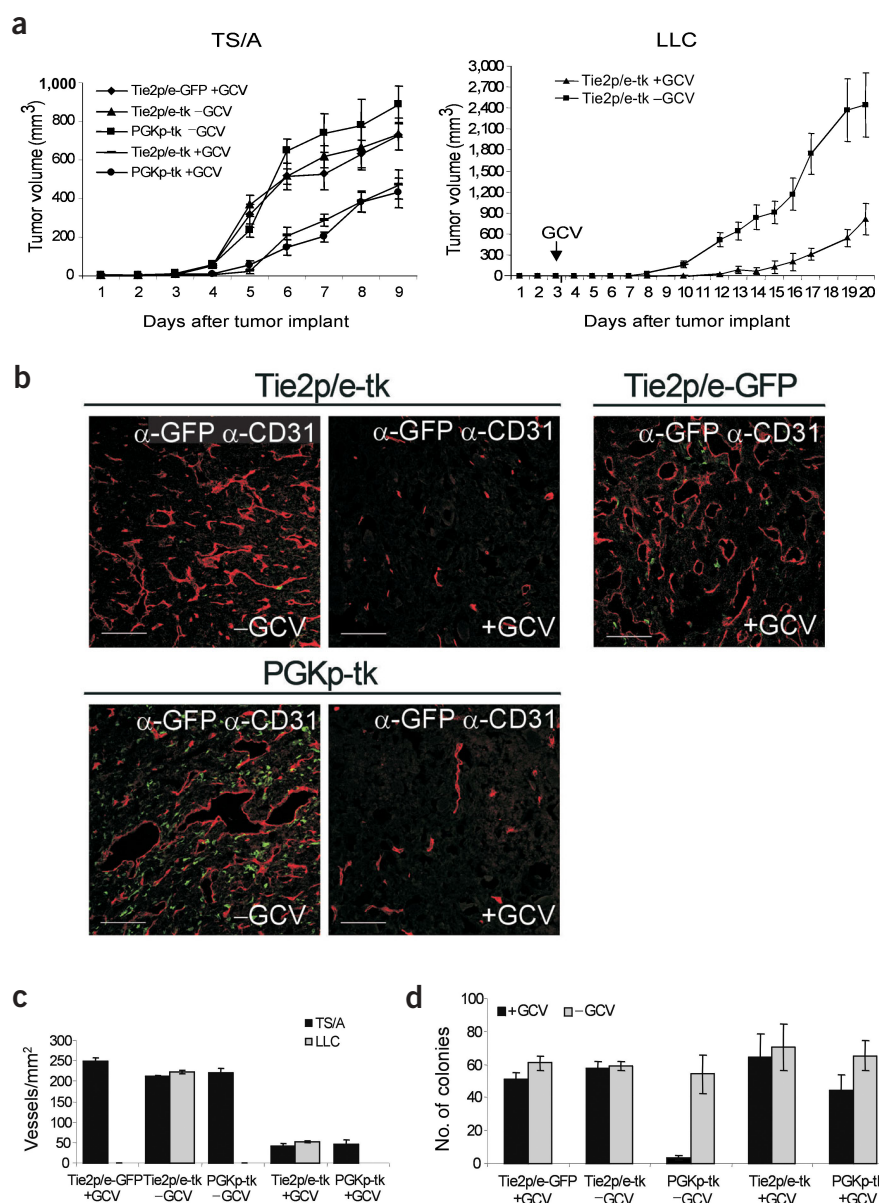 a
TS/A
LLC
1,000
800
600
400
200
0
Tumor volume (mm³)
Tie2p/e-GFP +GCV
Tie2p/e-tk –GCV
PGKp-tk –GCV
Tie2p/e-tk +GCV
PGKp-tk +GCV
1 2 3 4 5 6 7 8 9
Days after tumor implant
3,000
2,700
2,400
2,100
1,800
1,500
1,200
900
600
300
0
Tumor volume (mm³)
Tie2p/e-tk +GCV
Tie2p/e-tk –GCV
GCV
1 2 3 4 5 6 7 8 9 10 11 12 13 14 15 16 17 18 19 20
Days after tumor implant
b
Tie2p/e-tk
Tie2p/e-GFP
α-GFP α-CD31
–GCV
α-GFP α-CD31
+GCV
α-GFP α-CD31
+GCV
PGKp-tk
α-GFP α-CD31
–GCV
α-GFP α-CD31
+GCV
c
Vessels/mm²
300
250
200
150
100
50
0
TS/A
LLC
Tie2p/e-GFP Tie2p/e-tk PGKp-tk Tie2p/e-tk PGKp-tk
+GCV –GCV –GCV +GCV +GCV
d
No. of colonies
100
80
60
40
20
0
+GCV –GCV
Tie2p/e-GFP Tie2p/e-tk PGKp-tk Tie2p/e-tk PGKp-tk
+GCV –GCV –GCV +GCV +GCV